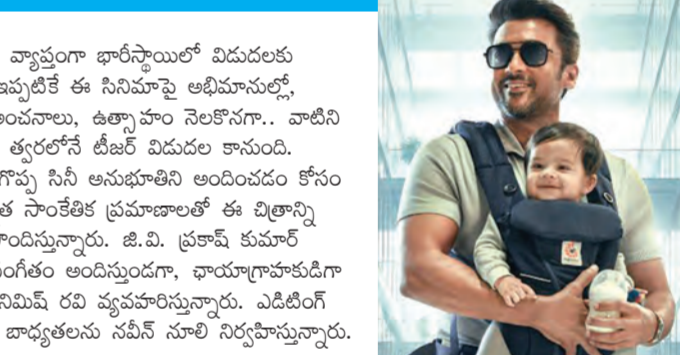 వ్యాప్తంగా భారీస్థాయిలో విడుదలకు
ఇప్పటికే ఈ సినిమాపై అభిమానుల్లో,
అంచనాలు, ఉత్సాహం నెలకొనగా.. వాటిని
త్వరలోనే టీజర్ విడుదల కానుంది.
గొప్ప సినీ అనుభూతిని అందించడం కోసం
సాంకేతిక ప్రమాణాలతో ఈ చిత్రాన్ని
జి.వి. ప్రకాష్ కుమార్
సంగీతం అందిస్తుండగా, ఛాయాగ్రాహకుడిగా
నిమిష్ రవి వ్యవహరిస్తున్నారు. ఎడిటింగ్
బాధ్యతలను నవీన్ నూలి నిర్వహిస్తున్నారు.